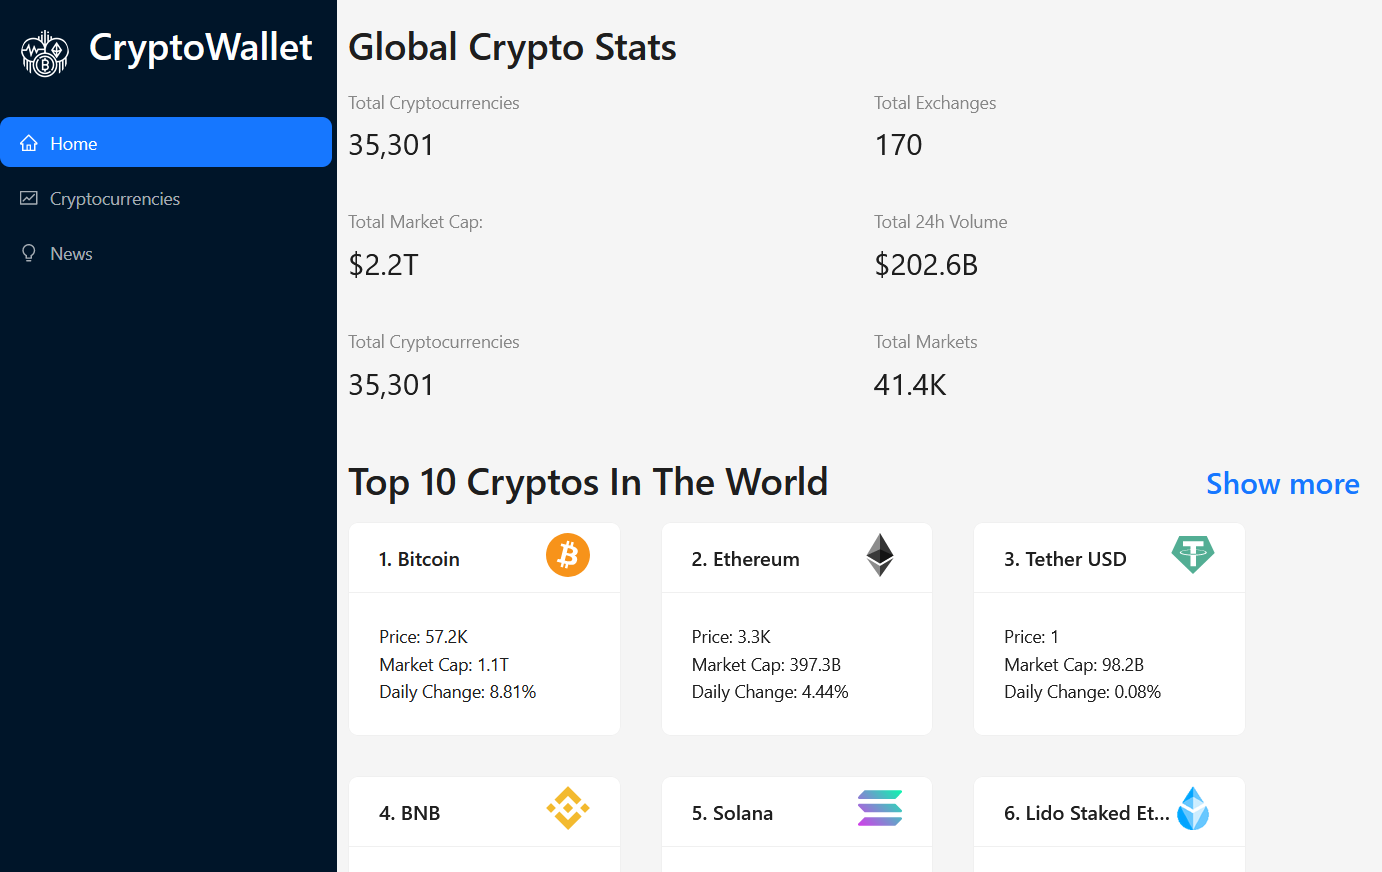 CryptoWallet
Home
Cryptocurrencies
News
Global Crypto Stats
Total Cryptocurrencies
35,301
Total Exchanges
170
Total Market Cap:
$2.2T
Total 24h Volume
$202.6B
Total Cryptocurrencies
35,301
Total Markets
41.4K
Top 10 Cryptos In The World
Show more
1. Bitcoin
Price: 57.2K
Market Cap: 1.1T
Daily Change: 8.81%
2. Ethereum
Price: 3.3K
Market Cap: 397.3B
Daily Change: 4.44%
3. Tether USD
Price: 1
Market Cap: 98.2B
Daily Change: 0.08%
4. BNB
5. Solana
6. Lido Staked Et...